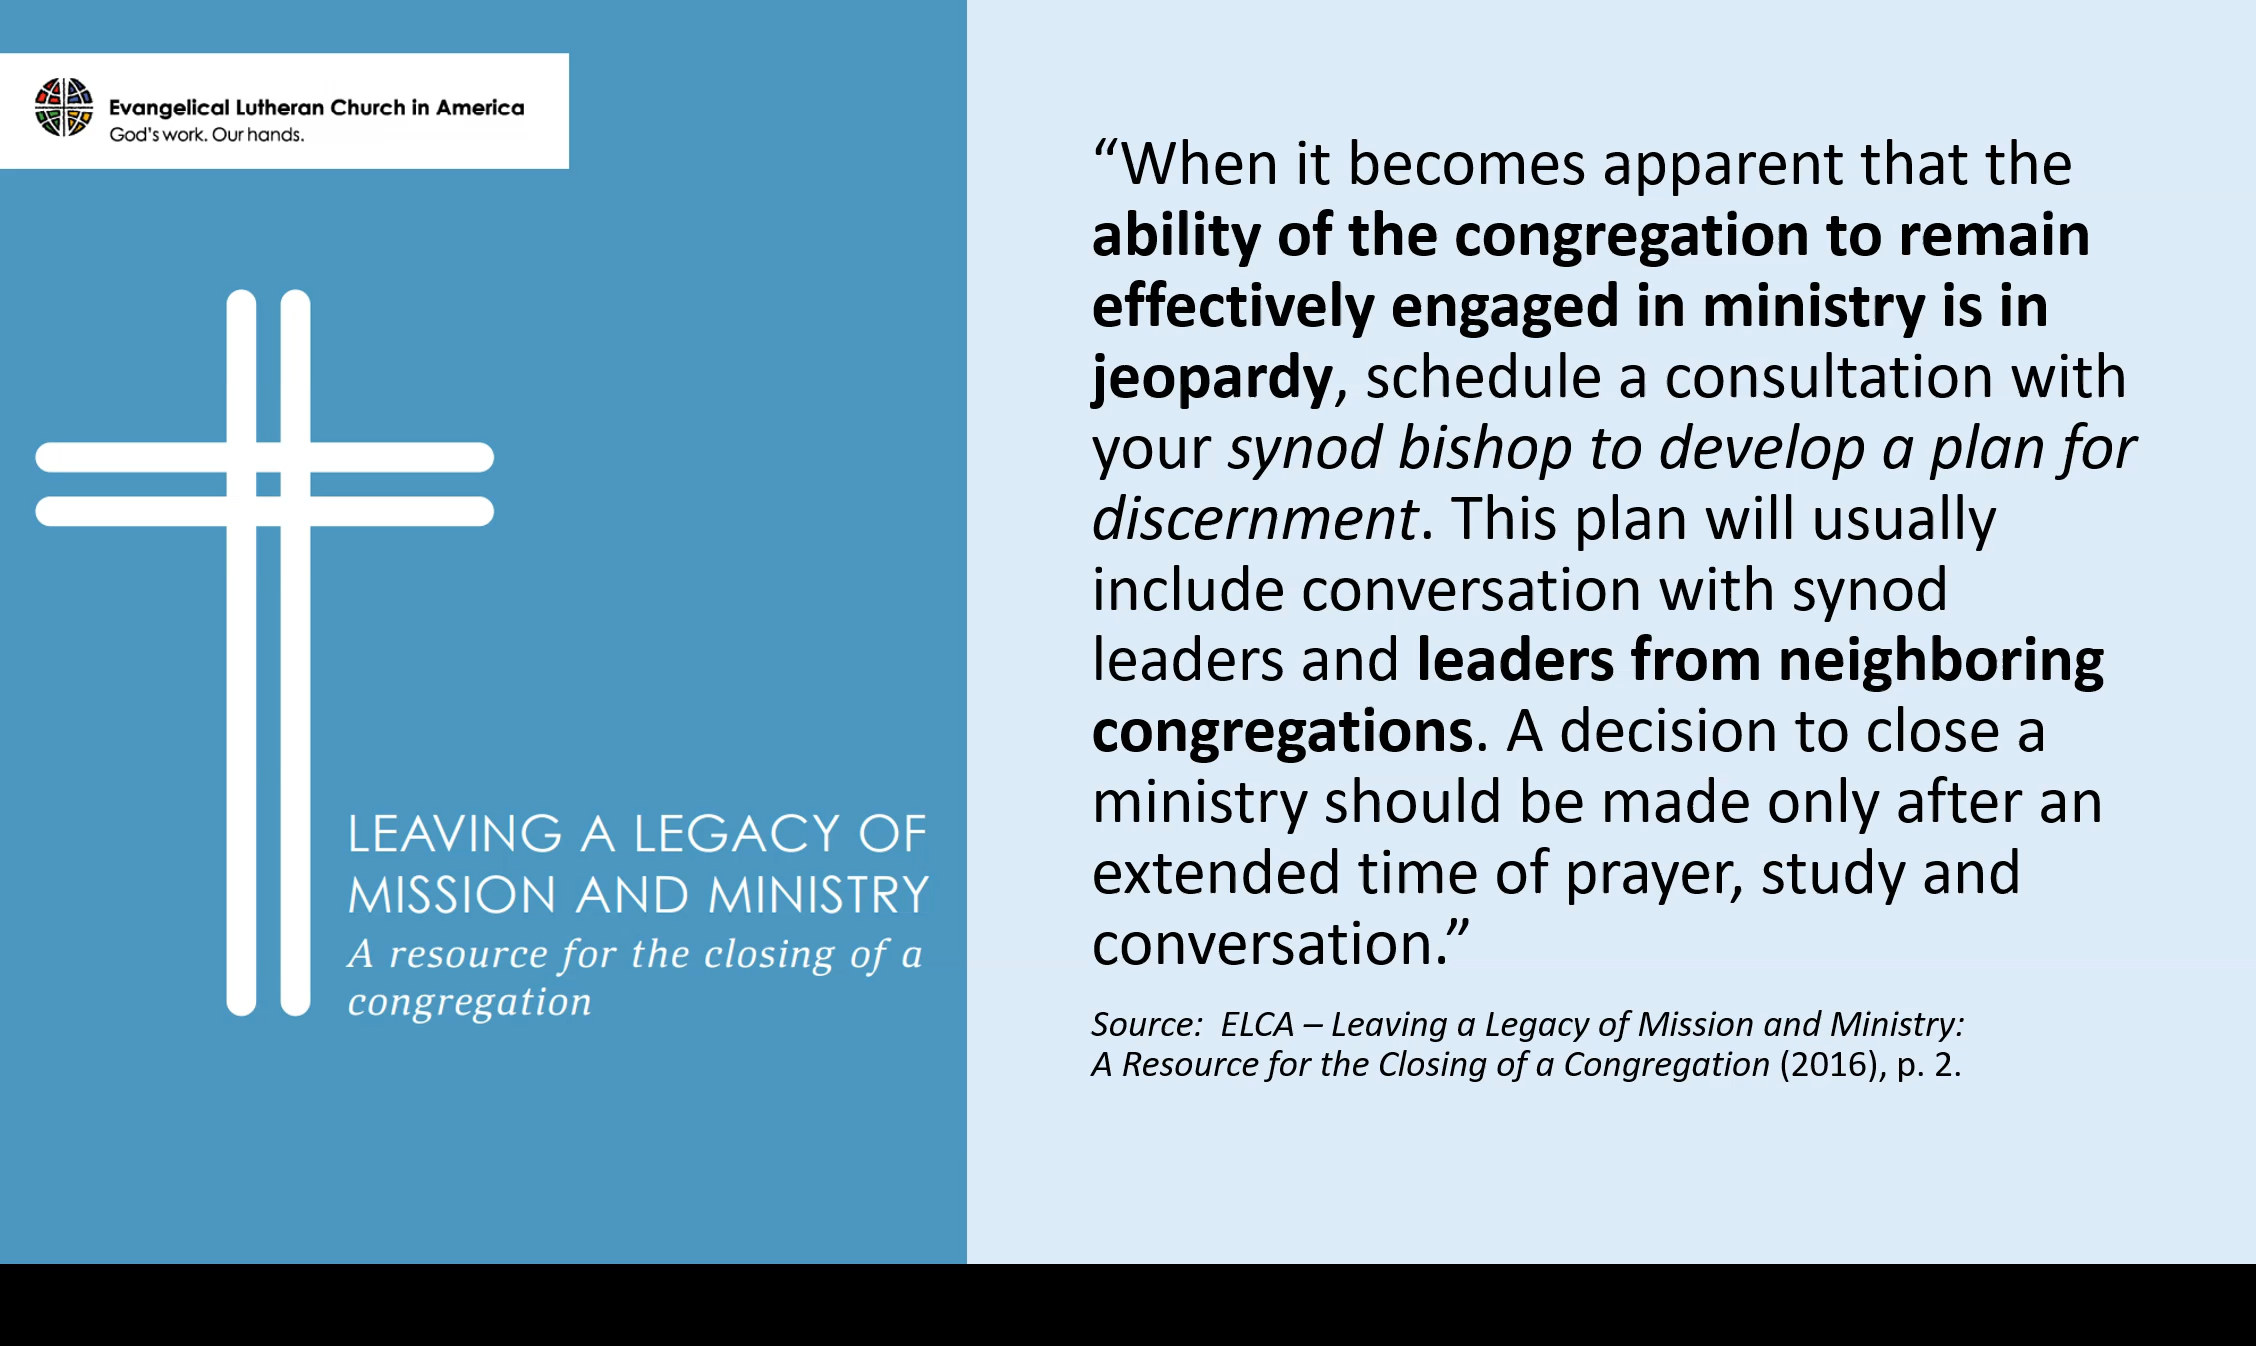 Evangelical Lutheran Church in America
God's work. Our hands.
LEAVING A LEGACY OF
MISSION AND MINISTRY
A resource for the closing of a
congregation
“When it becomes apparent that the
ability of the congregation to remain
effectively engaged in ministry is in
jeopardy, schedule a consultation with
your synod bishop to develop a plan for
discernment. This plan will usually
include conversation with synod
leaders and leaders from neighboring
congregations. A decision to close a
ministry should be made only after an
extended time of prayer, study and
conversation.”
Source:  ELCA – Leaving a Legacy of Mission and Ministry:
A Resource for the Closing of a Congregation (2016), p. 2.